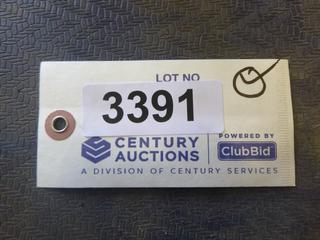 LOT NO
3391
CENTURY
AUCTIONS
POWERED BY
ClubBid
A DIVISION OF CENTURY SERVICES